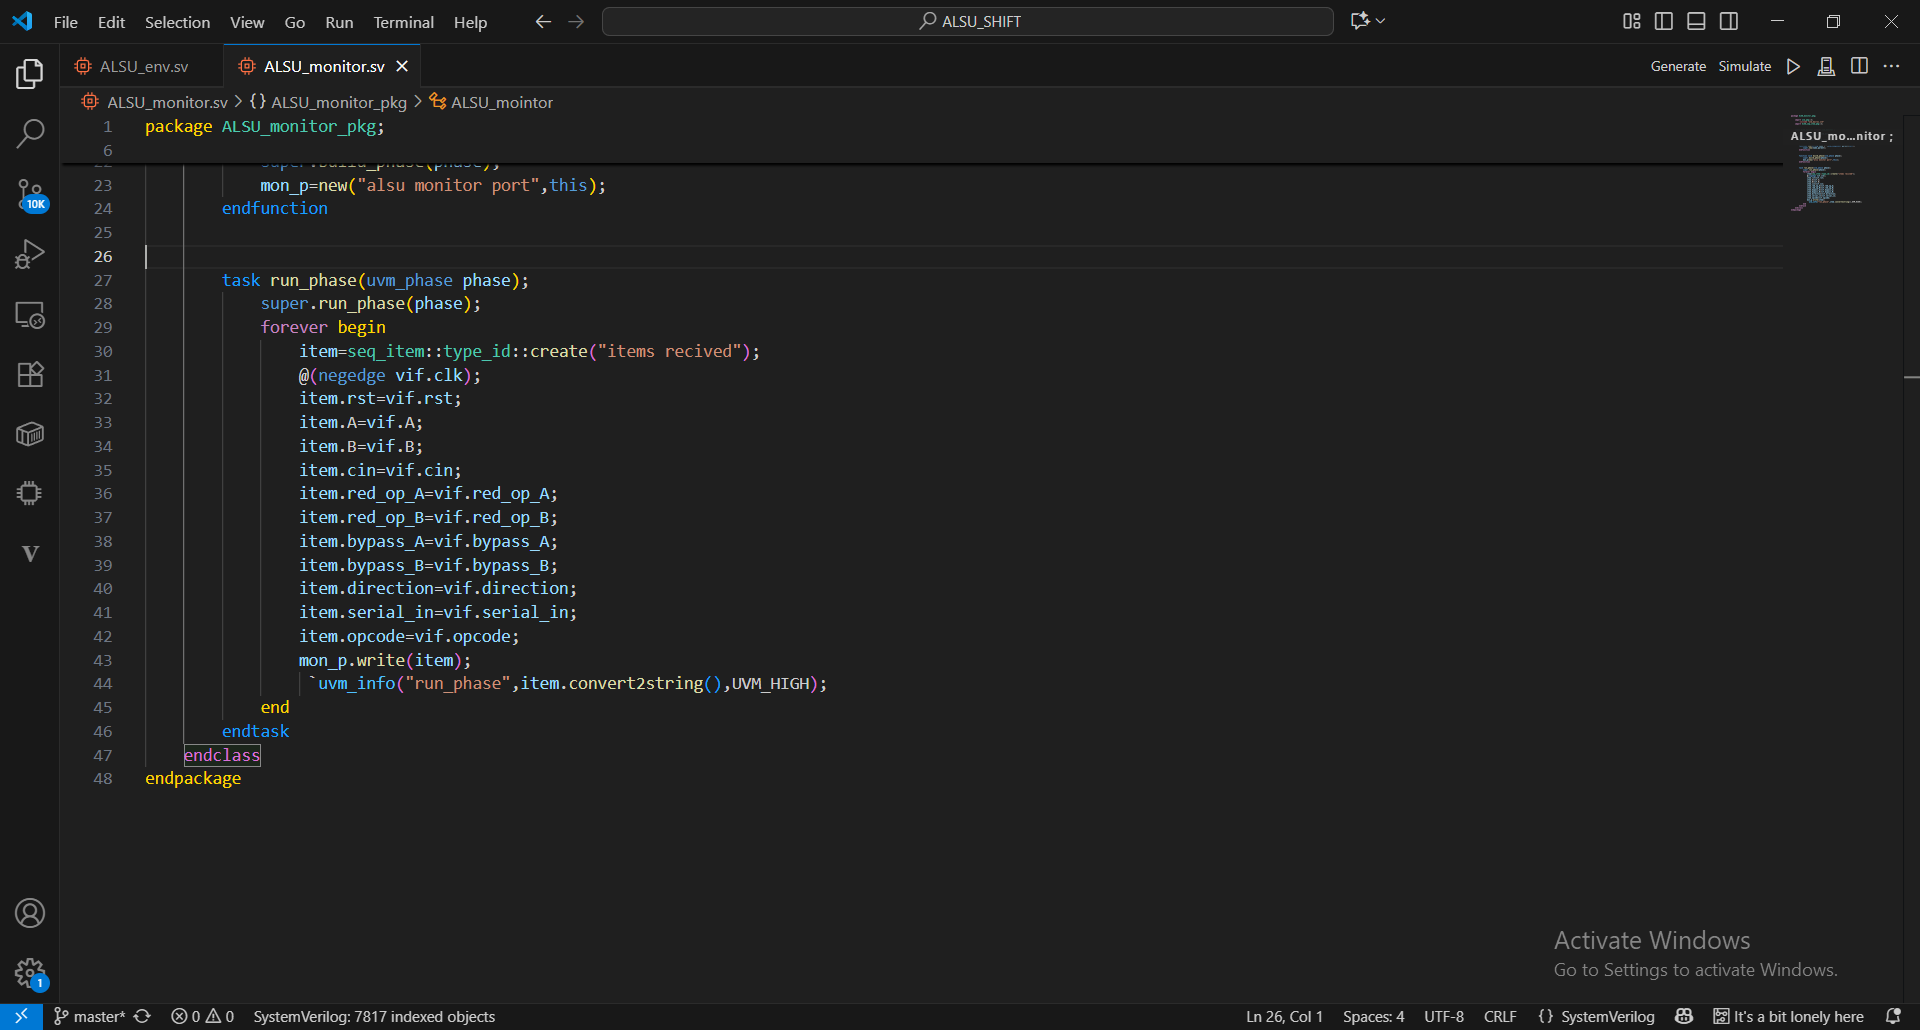 File Edit Selection View Go Run Terminal Help
ALSU_SHIFT
ALSU_env.sv
ALSU_monitor.sv
Generate Simulate
ALSU_monitor.sv > {} ALSU_monitor_pkg > ALSU_mointor
1 package ALSU_monitor_pkg;
6
22 super.build_phase(phase);
23 mon_p=new("alsu monitor port",this);
24 endfunction
25
26
27 task run_phase(uvm_phase phase);
28 super.run_phase(phase);
29 forever begin
30 item=seq_item::type_id::create("items recived");
31 @(negedge vif.clk);
32 item.rst=vif.rst;
33 item.A=vif.A;
34 item.B=vif.B;
35 item.cin=vif.cin;
36 item.red_op_A=vif.red_op_A;
37 item.red_op_B=vif.red_op_B;
38 item.bypass_A=vif.bypass_A;
39 item.bypass_B=vif.bypass_B;
40 item.direction=vif.direction;
41 item.serial_in=vif.serial_in;
42 item.opcode=vif.opcode;
43 mon_p.write(item);
44 `uvm_info("run_phase",item.convert2string(),UVM_HIGH);
45 end
46 endtask
47 endclass
48 endpackage
ALSU_mo...nitor ;
10K
V
1
Activate Windows
Go to Settings to activate Windows.
master* 0 0 SystemVerilog: 7817 indexed objects
Ln 26, Col 1 Spaces: 4 UTF-8 CRLF {} SystemVerilog It's a bit lonely here